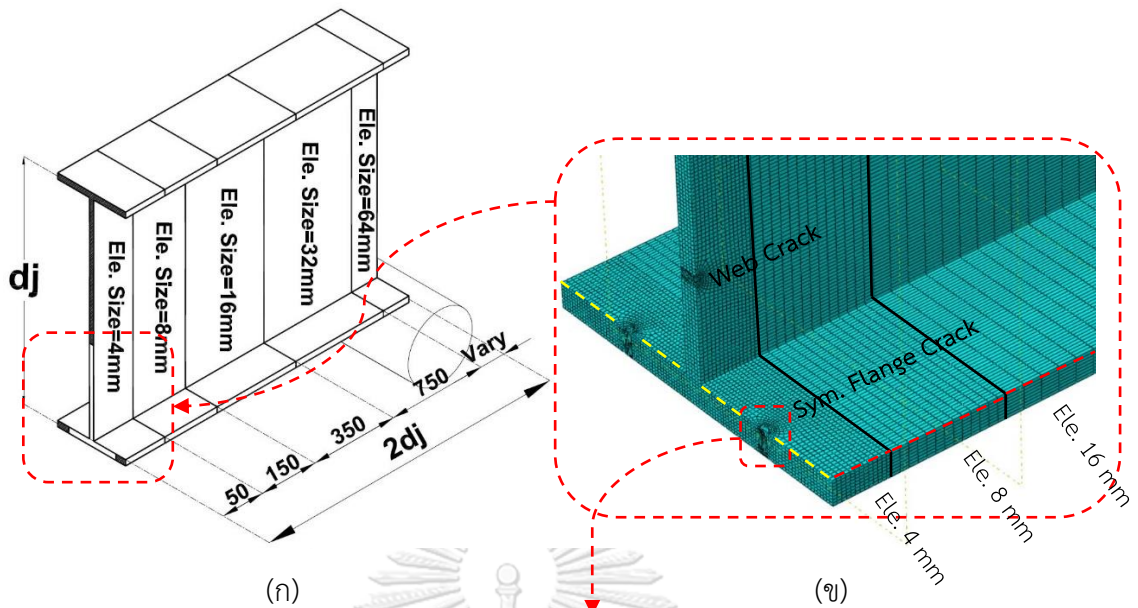 dj
Ele. Size=4mm
Ele. Size=8mm
Ele. Size=16mm
Ele. Size=32mm
Ele. Size=64mm
50
150
350
750
Vary
2dj
(ก)
Web Crack
Sym. Flange Crack
Ele. 4 mm
Ele. 8 mm
Ele. 16 mm
(ข)